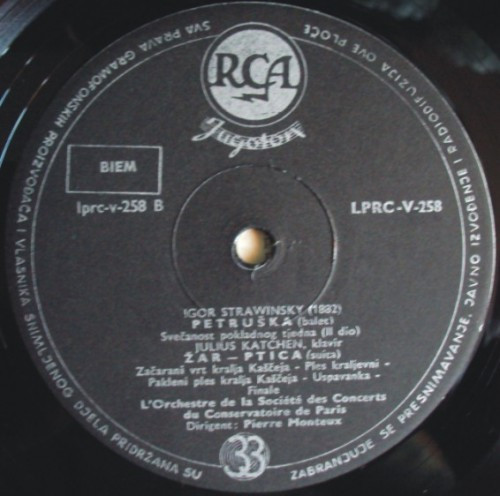 SVA PRAVA GRAMOFONSKIH PROIZVOĐAČA I VLASNIKA SNIMLJENOG DJELA PRIDRŽANA SU
ZABRANJUJE SE PRESNIMAVANJE, JAVNO IZVOĐENJE I RADIODIFUZIJA OVE PLOČE
RCA
Jugoton
BIEM
lprc-v-258 B
LPRC-V-258
IGOR STRAWINSKY (1882)
PETRUŠKA (balet)
Svečanost pokladnog tjedna (II dio)
JULIUS KATCHEN, klavir
ŽAR – PTICA (suita)
Začarani vrt kralja Kaščeja - Ples kraljevni -
Pakleni ples kralja Kaščeja - Uspavanka -
Finale
L'Orchestre de la Société des Concerts
du Conservatoire de Paris
Dirigent: Pierre Monteux
33